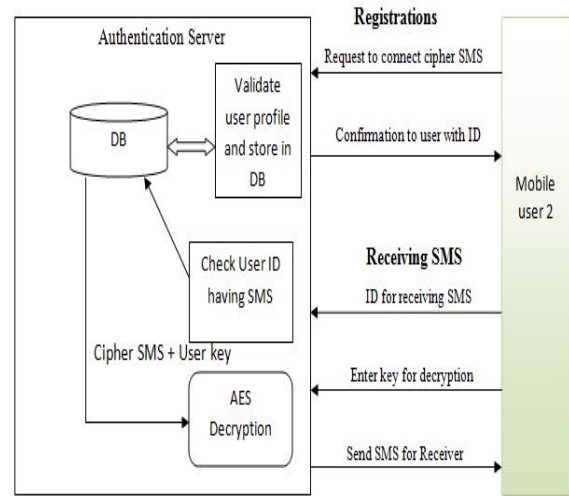 Authentication Server
DB
Validate
user profile
and store in
DB
Check User ID
having SMS
Cipher SMS + User key
AES
Decryption
Registrations
Request to connect cipher SMS
Confirmation to user with ID
Receiving SMS
ID for receiving SMS
Enter key for decryption
Send SMS for Receiver
Mobile
user 2